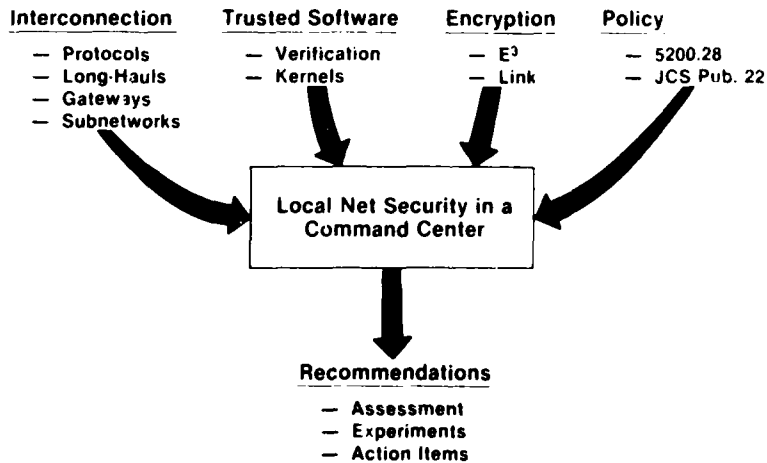 Interconnection
— Protocols
— Long-Hauls
— Gateways
— Subnetworks
Trusted Software
— Verification
— Kernels
Encryption
— E³
— Link
Policy
— 5200.28
— JCS Pub. 22
Local Net Security in a
Command Center
Recommendations
— Assessment
— Experiments
— Action Items